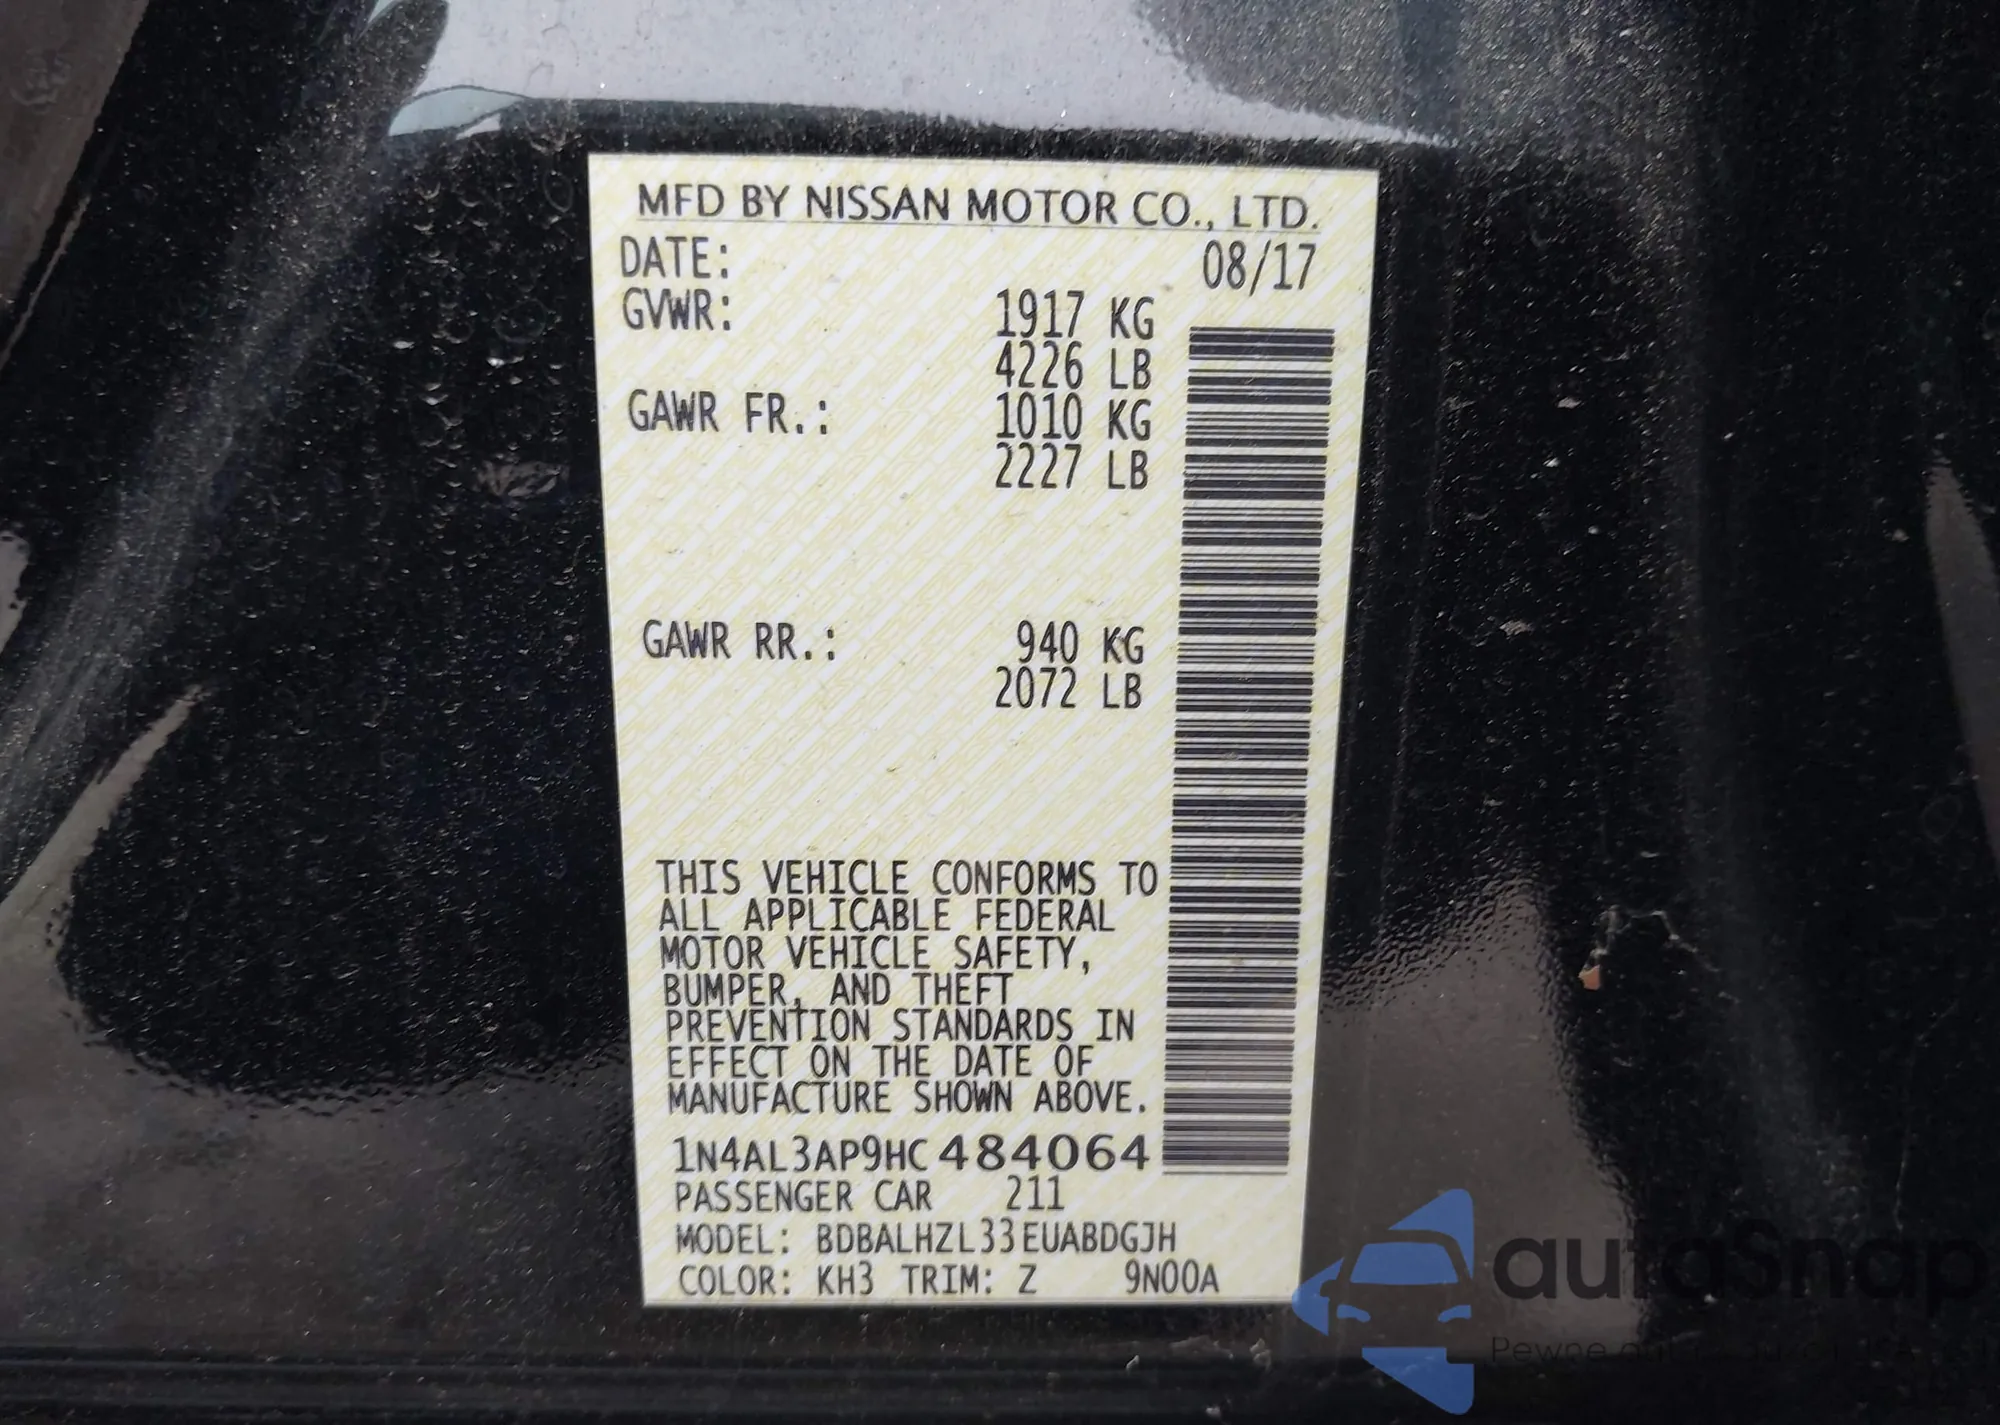 MFD BY NISSAN MOTOR CO., LTD.
DATE: 08/17
GVWR: 1917 KG
4226 LB
GAWR FR.: 1010 KG
2227 LB
GAWR RR.: 940 KG
2072 LB
THIS VEHICLE CONFORMS TO
ALL APPLICABLE FEDERAL
MOTOR VEHICLE SAFETY,
BUMPER, AND THEFT
PREVENTION STANDARDS IN
EFFECT ON THE DATE OF
MANUFACTURE SHOWN ABOVE.
1N4AL3AP9HC484064
PASSENGER CAR 211
MODEL: BDBALHZL33EUABDGJH
COLOR: KH3 TRIM: Z 9N00A
autoSnap
Pewne